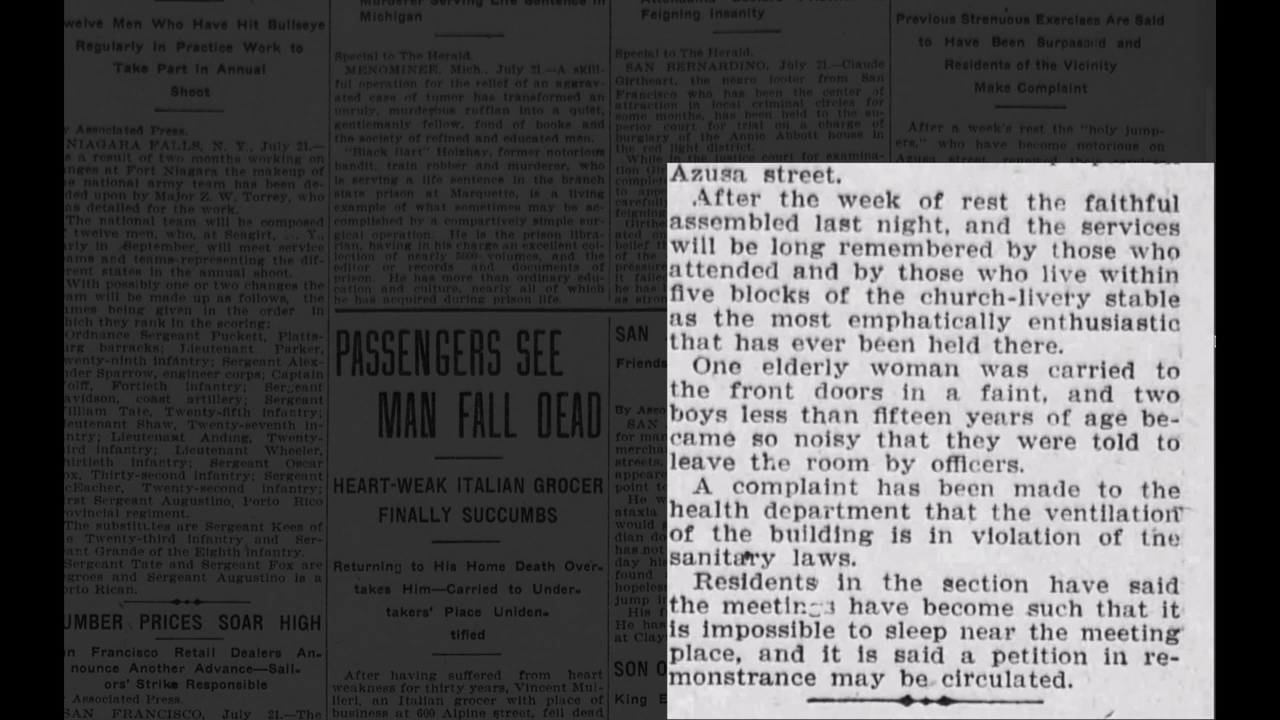 welve Men Who Have Hit Bullseye
Regularly in Practice Work to
Take Part in Annual
Shoot
Associated Press.
NIAGARA FALLS, N. Y., July 21.—
a result of two months working on
anges at Fort Niagara the makeup of
e national army team has been de-
ded upon by Major Z. W. Torrey, who
as detailed for the work.
The national team will be composed
twelve men, who, at Seagirt, Y.,
rly in September, will meet service
ams and teams representing the dif-
rent states in the annual shoot.
With possibly one or two changes the
am will be made up as follows, the
ames being given in the order. In
hich they rank in the scoring:
Ordnance Sergeant Puckett, Platts-
urg barracks; Lieutenant Parker,
wenty-ninth infantry; Sergeant Alex-
nder Sparrow, engineer corps; Captain
olff, Fortieth infantry; Sergeant
avidson, coast artillery; Sergeant
illiam Tate, Twenty-fifth infantry;
ieutenant Shaw, Twenty-seventh in-
ntry; Lieutenant Anding, Twenty-
ird infantry; Lieutenant Wheeler,
hirtieth infantry; Sergeant Oscar
ox, Thirty-second infantry; Sergeant
cEacher, Twenty-second infantry;
rst Sergeant Augustino, Porto Rico
rovincial regiment.
The substitutes are Sergeant Kees of
e Twenty-third infantry and Ser-
eant Grande of the Eighth infantry.
Sergeant Tate and Sergeant Fox are
egroes and Sergeant Augustino is a
orto Rican.
UMBER PRICES SOAR HIGH
n Francisco Retail Dealers An-
nounce Another Advance—Sail-
ors' Strike Responsible
Associated Press.
SAN FRANCISCO, July 21.—The
Murderer Serving Life Sentence in
Michigan
Special to The Herald.
MENOMINEE, Mich., July 21.—A skill-
ful operation for the relief of an aggrav-
ated case of tumor has transformed an
unruly, murderous ruffian into a quiet,
gentlemanly fellow, fond of books and
the society of refined and educated men.
"Black Bart" Holzhay, former notorious
bandit, train robber and murderer, who
is serving a life sentence in the branch
state prison at Marquette, is a living
example of what sometimes may be ac-
complished by a compartively simple sur-
gical operation. He is the prison libra-
rian, having in his charge an excellent col-
lection of nearly 5000 volumes, and the
editor or records and documents of
prison. He has more than ordinary edu-
cation and culture, nearly all of which
he has acquired during prison life.
PASSENGERS SEE
MAN FALL DEAD
HEART-WEAK ITALIAN GROCER
FINALLY SUCCUMBS
Returning to His Home Death Over-
takes Him—Carried to Under-
takers' Place Uniden-
tified
After having suffered from heart
weakness for thirty years, Vincent Mul-
lieri, an Italian grocer with place of
business at 600 Alpine street, fell dead
Feigning Insanity
Special to The Herald.
SAN BERNARDINO, July 21.—Claude
Girtheart, the negro looter from San
Francisco who has been the center of
attraction in local criminal circles for
some months, has been held to the su-
perior court for trial on a charge of
burglary of the Annie Abbott house in
the red light district.
SAN
Friends
By Asso
SAN
for man
merch
streets,
appear
point t
He w
ataxia
would
dian do
has not
day hi
found
hopeles
jump i
His f
He has
at Clay
SON O
King E
Previous Strenuous Exercises Are Said
to Have Been Surpassed and
Residents of the Vicinity
Make Complaint
After a week's rest the "holy jump-
ers," who have become notorious on
Azusa street.
After the week of rest the faithful
assembled last night, and the services
will be long remembered by those who
attended and by those who live within
five blocks of the church-livery stable
as the most emphatically enthusiastic
that has ever been held there.
One elderly woman was carried to
the front doors in a faint, and two
boys less than fifteen years of age be-
came so noisy that they were told to
leave the room by officers.
A complaint has been made to the
health department that the ventilation
of the building is in violation of the
sanitary laws.
Residents in the section have said
the meetings have become such that it
is impossible to sleep near the meeting
place, and it is said a petition in re-
monstrance may be circulated.